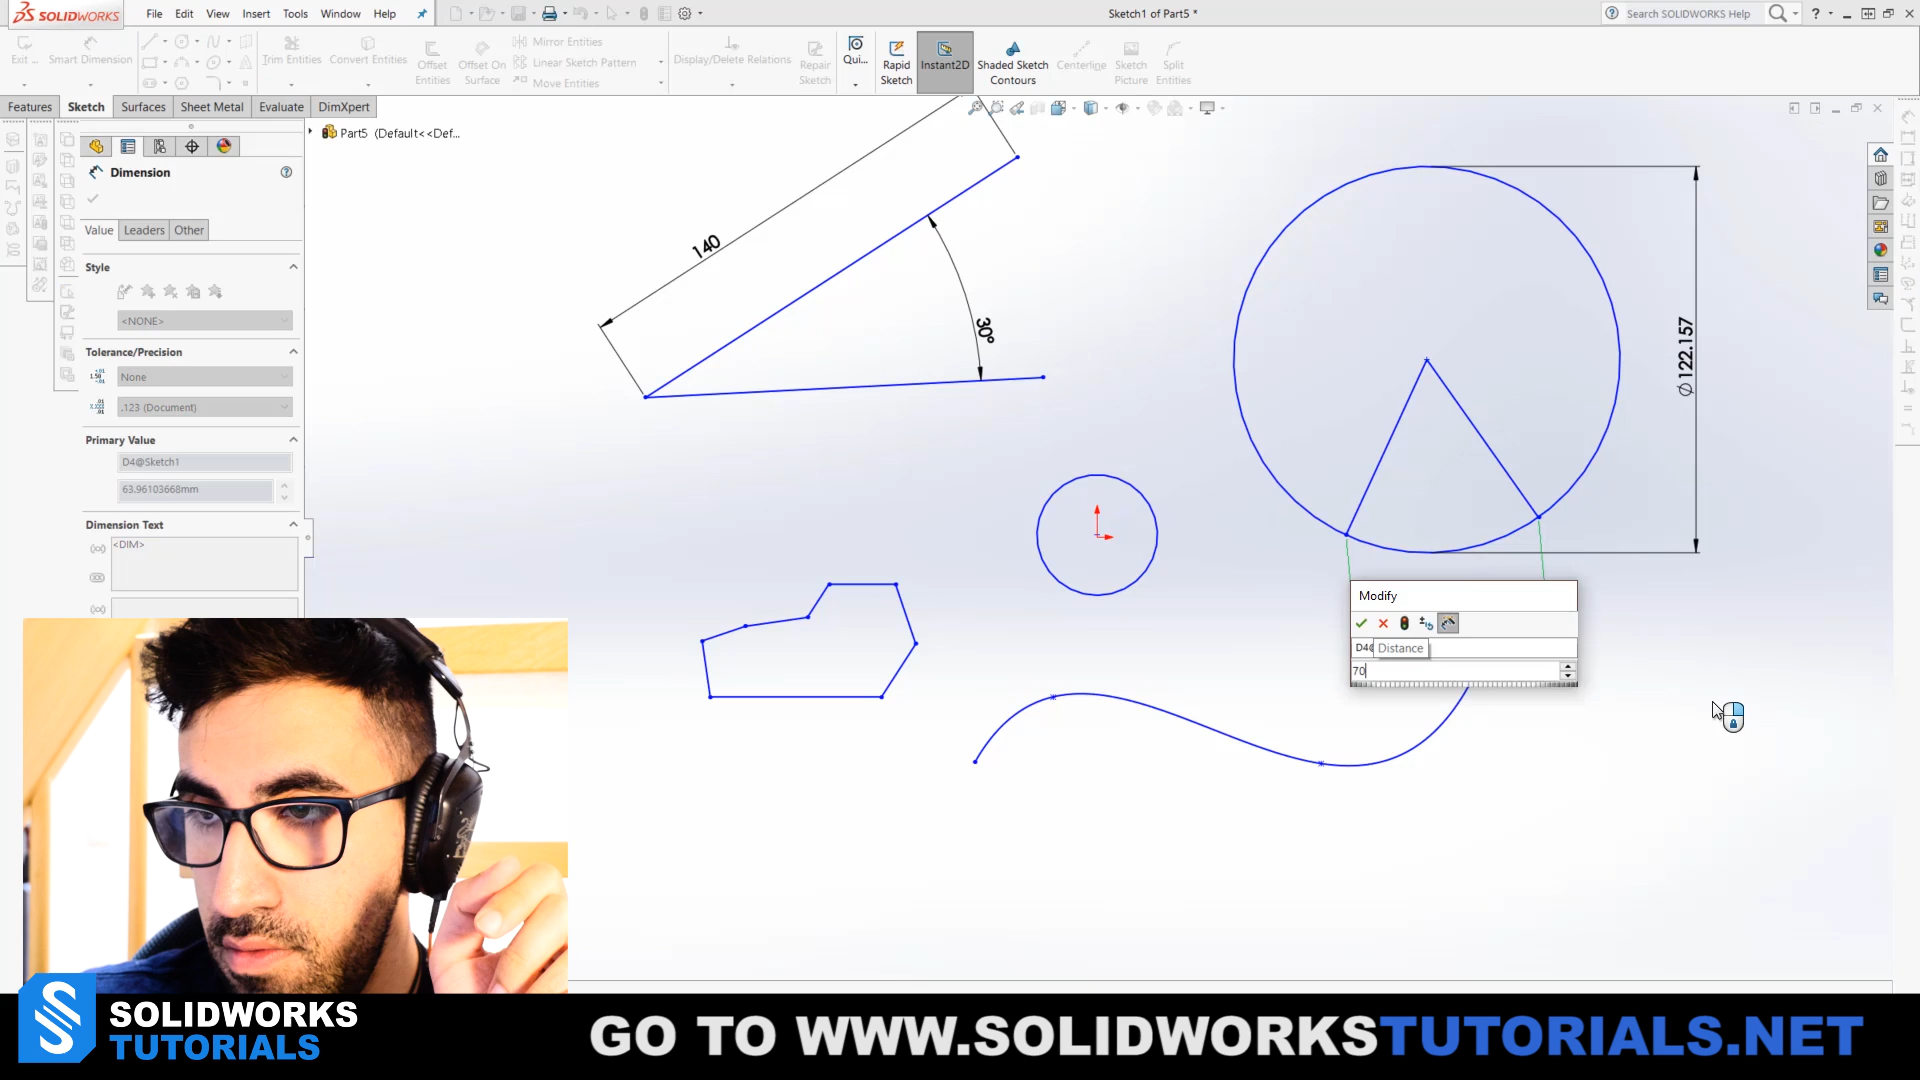 SOLIDWORKS
File Edit View Insert Tools Window Help
Sketch1 of Part5 *
Search SOLIDWORKS Help
Exit ...
Smart Dimension
Trim Entities
Convert Entities
Offset Entities
Offset On Surface
Mirror Entities
Linear Sketch Pattern
Move Entities
Display/Delete Relations
Repair Sketch
Qui...
Rapid Sketch
Instant2D
Shaded Sketch Contours
Centerline
Sketch Picture
Split Entities
Features Sketch Surfaces Sheet Metal Evaluate DimXpert
Part5 (Default<<Def...
Dimension
Value Leaders Other
Style
<NONE>
Tolerance/Precision
None
.123 (Document)
Primary Value
D4@Sketch1
63.96103668mm
Dimension Text
<DIM>
140
30°
∅122.157
Modify
D4@
Distance
70
SOLIDWORKS
TUTORIALS
GO TO WWW.SOLIDWORKSTUTORIALS.NET